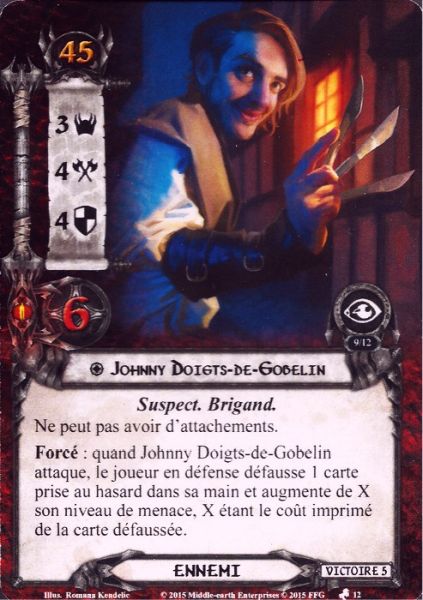 45
3
4
4
6
9/12
Johnny Doigts-de-Gobelin
Suspect. Brigand.
Ne peut pas avoir d'attachements.
Forcé : quand Johnny Doigts-de-Gobelin
attaque, le joueur en défense défausse 1 carte
prise au hasard dans sa main et augmente de X
son niveau de menace, X étant le coût imprimé
de la carte défaussée.
ENNEMI
VICTOIRE 5
Illus. Romana Kendelic
© 2015 Middle-earth Enterprises © 2015 FFG
12